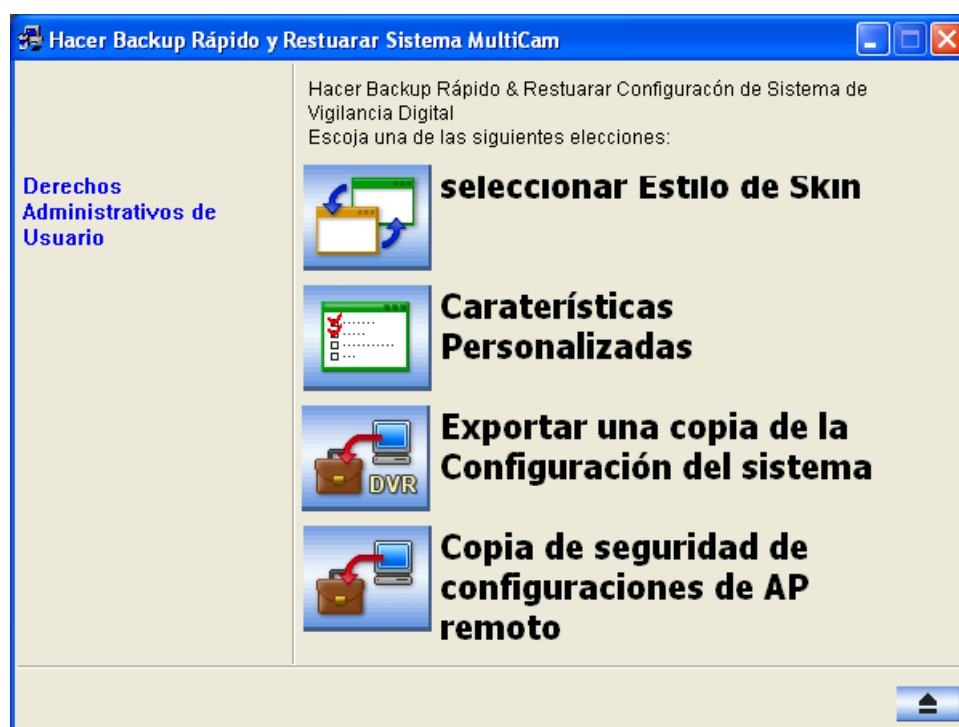 Hacer Backup Rápido y Restuarar Sistema MultiCam
Hacer Backup Rápido & Restuarar Configuracón de Sistema de
Vigilancia Digital
Escoja una de las siguientes elecciones:
Derechos
Administrativos de
Usuario
seleccionar Estilo de Skin
Caraterísticas
Personalizadas
Exportar una copia de la
Configuración del sistema
DVR
Copia de seguridad de
configuraciones de AP
remoto